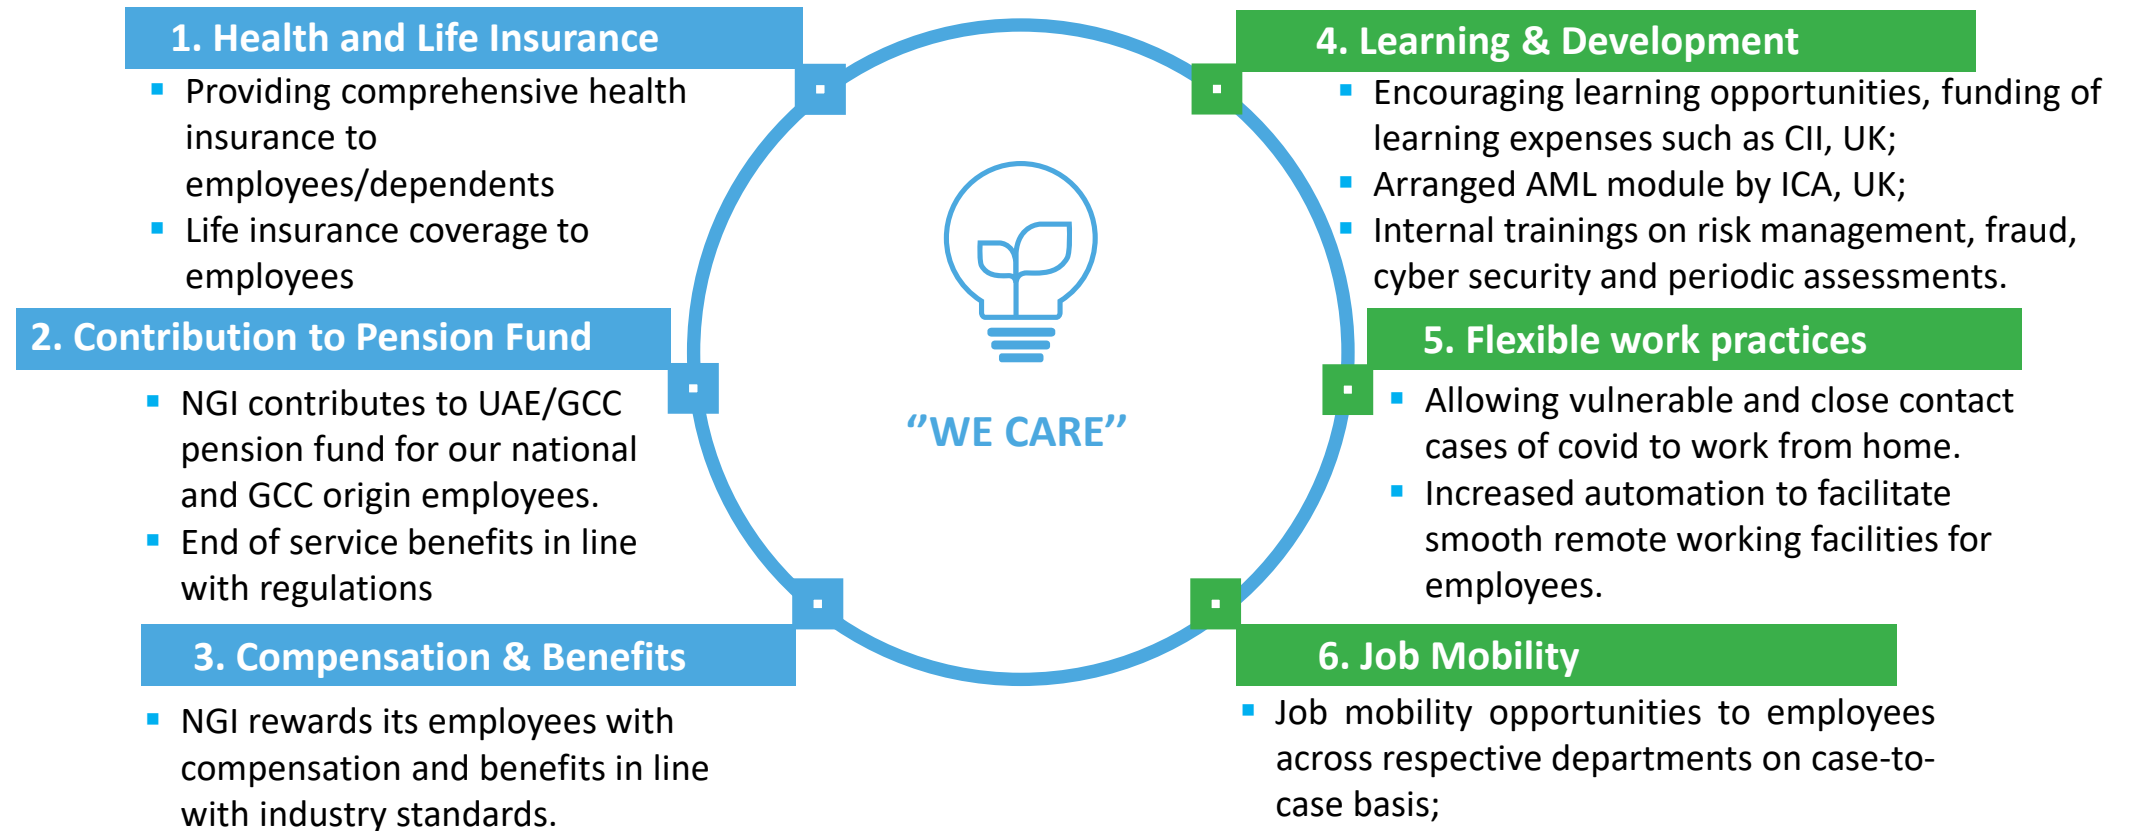 1. Health and Life Insurance
▪ Providing comprehensive health
insurance to
employees/dependents
▪ Life insurance coverage to
employees
2. Contribution to Pension Fund
▪ NGI contributes to UAE/GCC
pension fund for our national
and GCC origin employees.
▪ End of service benefits in line
with regulations
3. Compensation & Benefits
▪ NGI rewards its employees with
compensation and benefits in line
with industry standards.
‘’WE CARE’’
4. Learning & Development
▪ Encouraging learning opportunities, funding of
learning expenses such as CII, UK;
▪ Arranged AML module by ICA, UK;
▪ Internal trainings on risk management, fraud,
cyber security and periodic assessments.
5. Flexible work practices
▪ Allowing vulnerable and close contact
cases of covid to work from home.
▪ Increased automation to facilitate
smooth remote working facilities for
employees.
6. Job Mobility
▪ Job mobility opportunities to employees
across respective departments on case-to-
case basis;